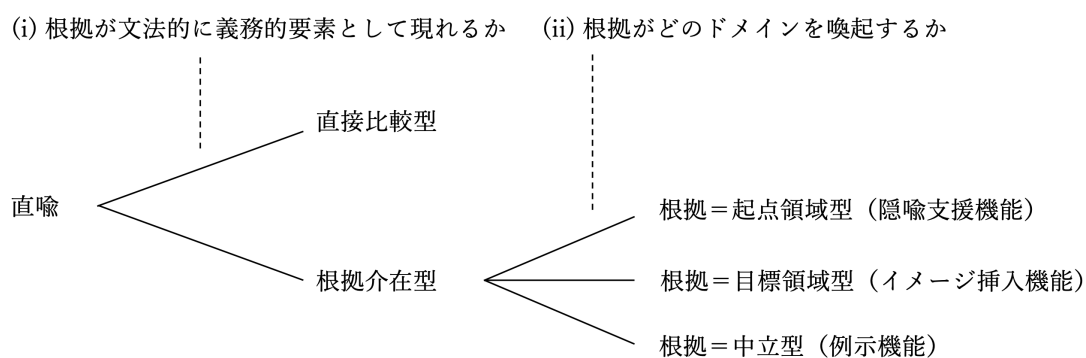 (i) 根拠が文法的に義務的要素として現れるか
(ii) 根拠がどのドメインを喚起するか
直接比較型
直喩
根拠介在型
根拠＝起点領域型（隠喩支援機能）
根拠＝目標領域型（イメージ挿入機能）
根拠＝中立型（例示機能）